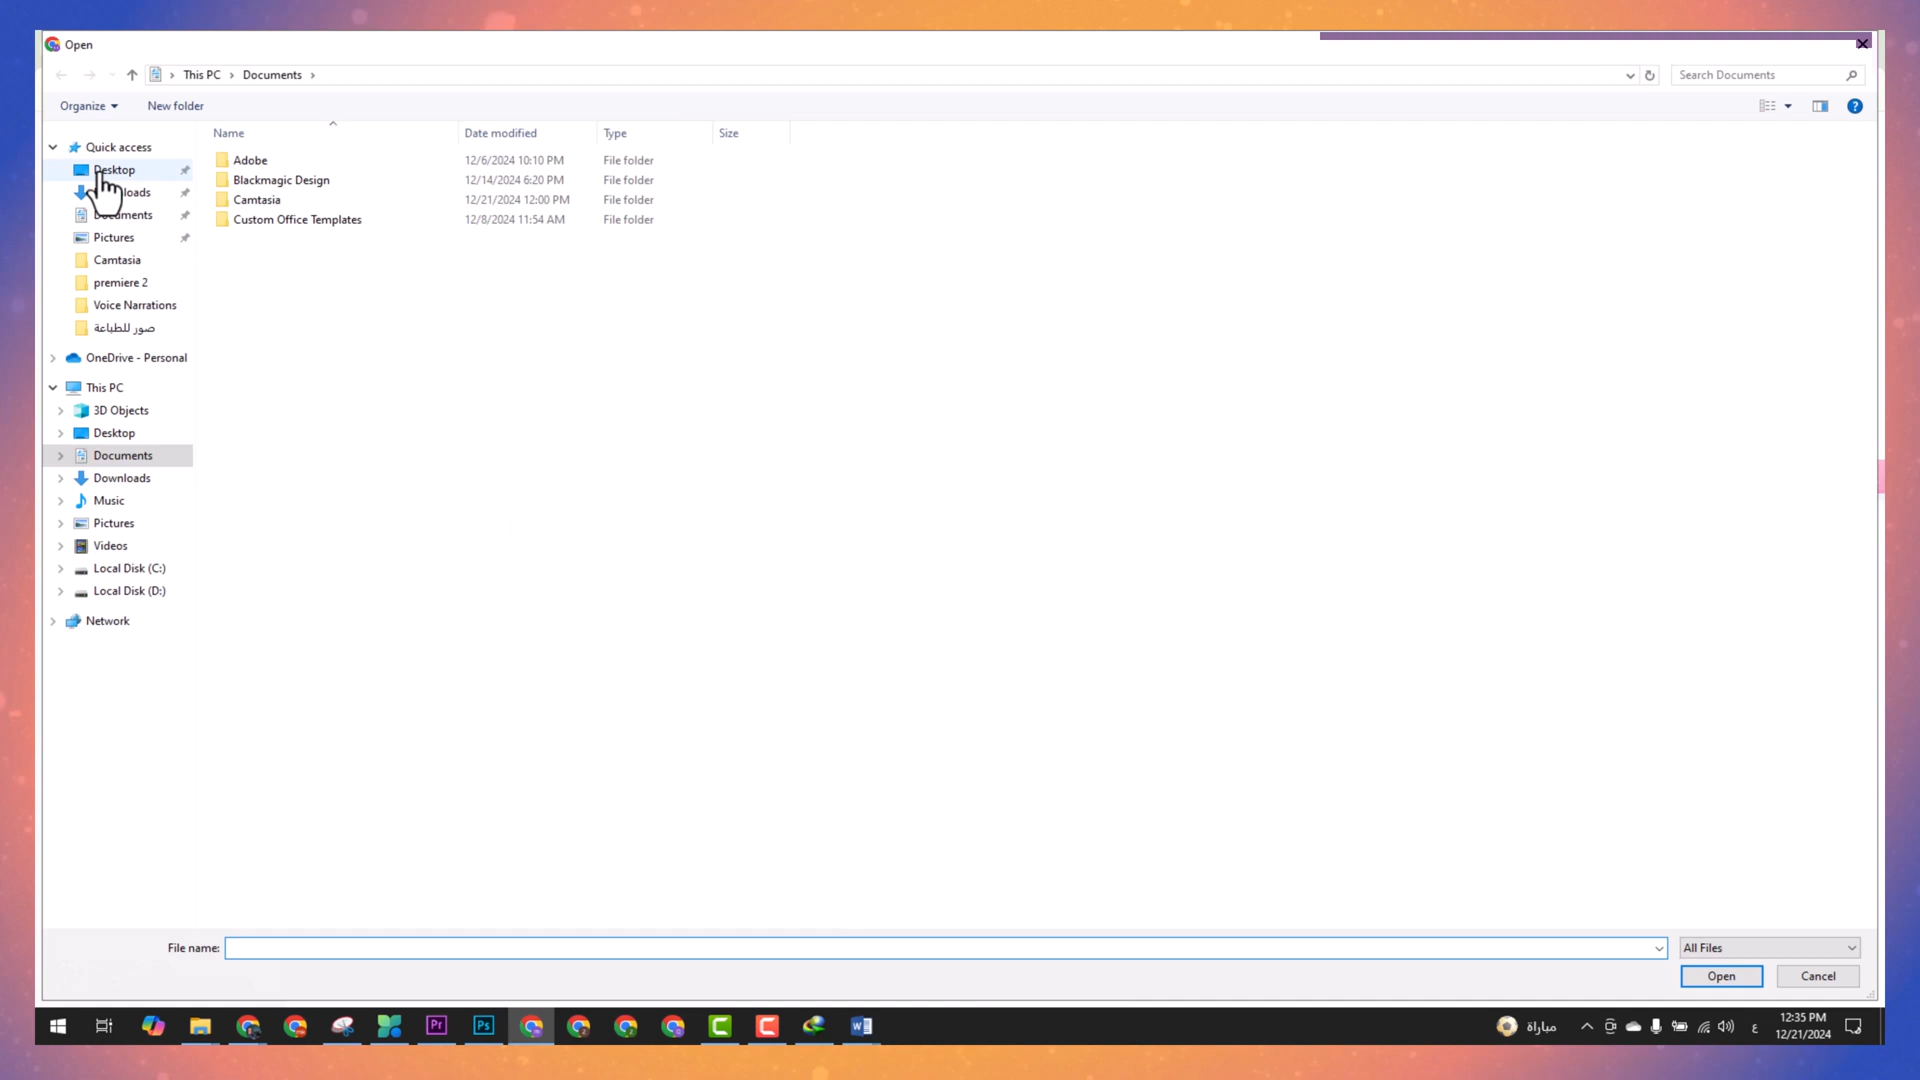 Open
This PC > Documents >
Search Documents
Organize
New folder
Name
Date modified
Type
Size
Quick access
Desktop
Documents
Pictures
Camtasia
premiere 2
Voice Narrations
صور للطباعة
OneDrive - Personal
This PC
3D Objects
Desktop
Documents
Downloads
Music
Pictures
Videos
Local Disk (C:)
Local Disk (D:)
Network
Adobe 12/6/2024 10:10 PM File folder
Blackmagic Design 12/14/2024 6:20 PM File folder
Camtasia 12/21/2024 12:00 PM File folder
Custom Office Templates 12/8/2024 11:54 AM File folder
File name:
All Files
Open
Cancel
Pr
Ps
مباراة
ع
12:35 PM
12/21/2024